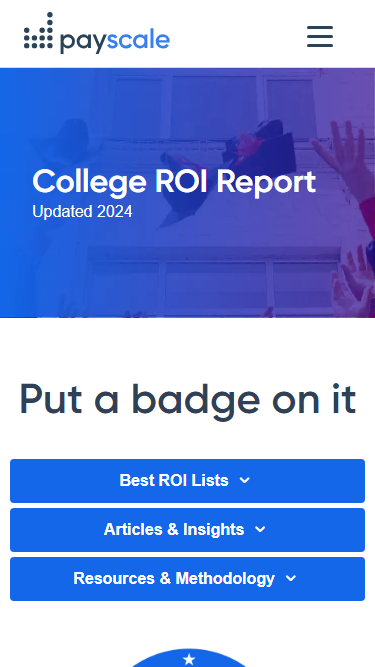 payscale
College ROI Report
Updated 2024
Put a badge on it
Best ROI Lists
Articles & Insights
Resources & Methodology